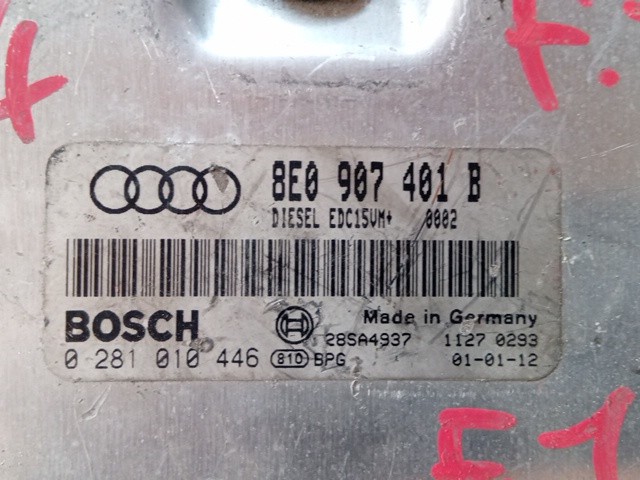 8E0 907 401 B
DIESEL EDC15VM+ 0002
BOSCH
Made in Germany
28SA4937 1127 0293
0 281 010 446 810 BPG 01-01-12
F1